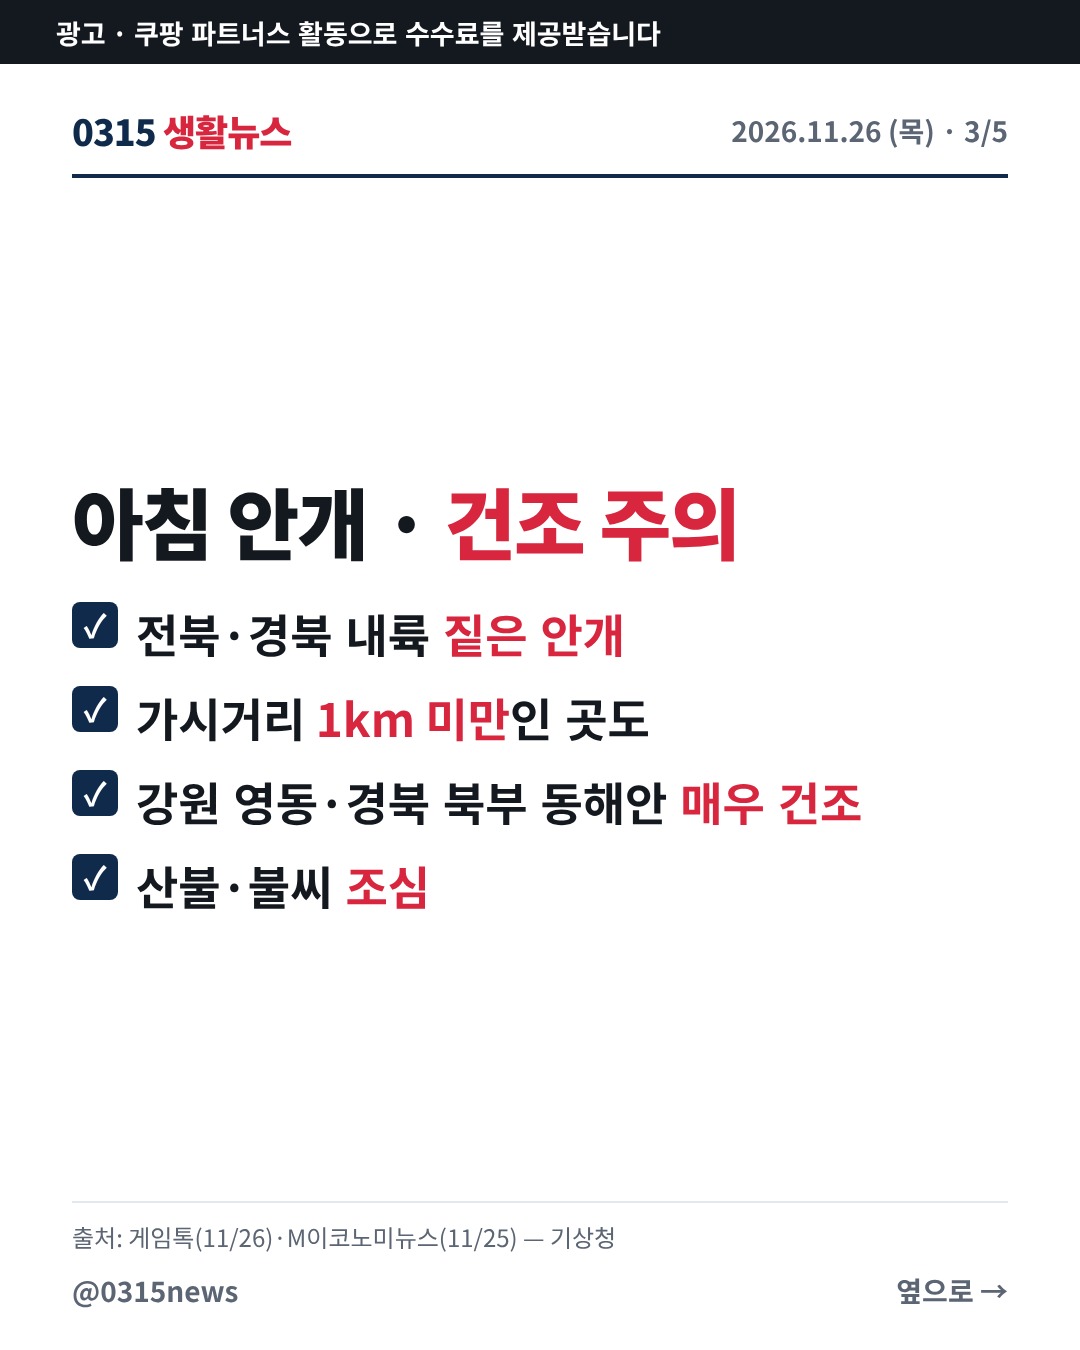 광고 · 쿠팡 파트너스 활동으로 수수료를 제공받습니다
0315 생활뉴스
2026.11.26 (목) · 3/5
아침 안개 · 건조 주의
✓ 전북·경북 내륙 짙은 안개
✓ 가시거리 1km 미만인 곳도
✓ 강원 영동·경북 북부 동해안 매우 건조
✓ 산불·불씨 조심
출처: 게임톡(11/26)·M이코노미뉴스(11/25) — 기상청
@0315news
옆으로 →